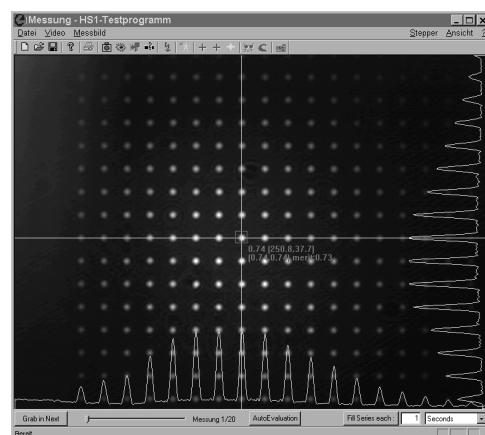 Messung - HS1-Testprogramm
Datei Video Messbild Stepper Ansicht ?
0.74 [250.8,37.7]
(0.74,0.74) merit:0.73
Grab in Next Messung 1/20 AutoEvaluation Fill Series each: 1 Seconds
Bereit